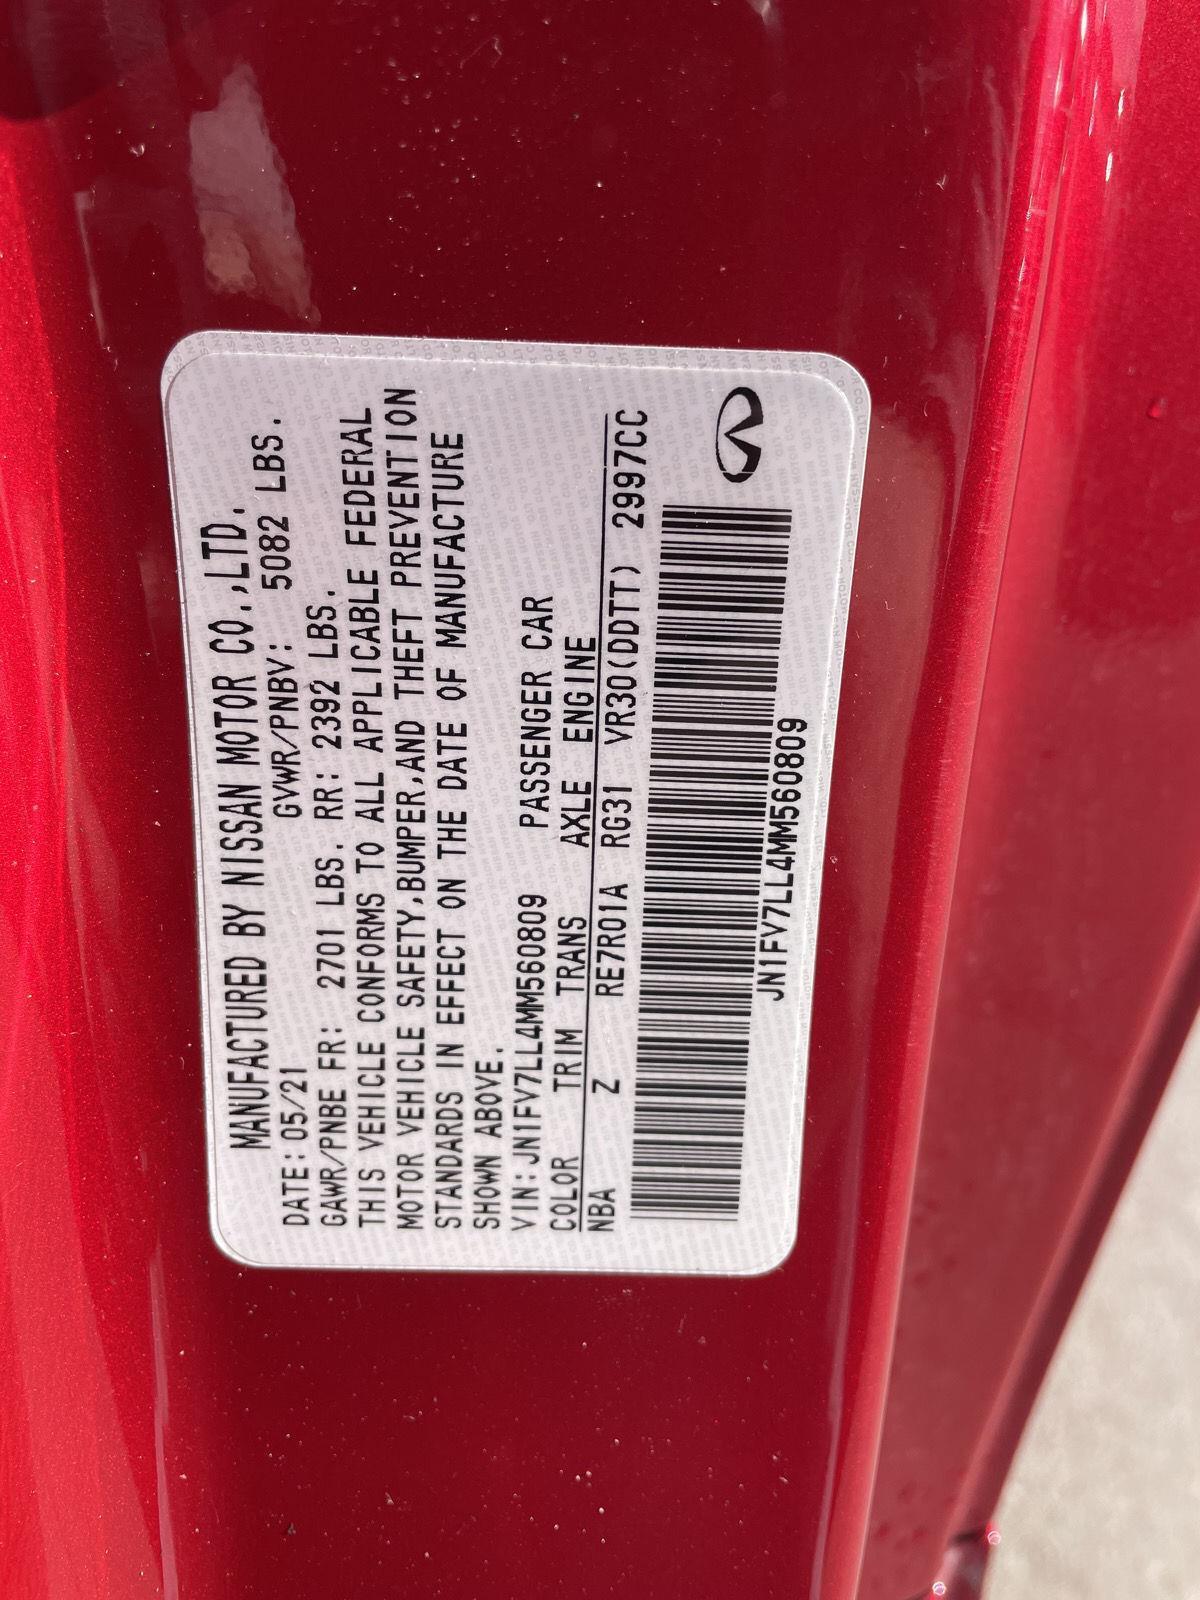 MANUFACTURED BY NISSAN MOTOR CO.,LTD.
DATE:05/21 GVWR/PNBV: 5082 LBS.
GAWR/PNBE FR: 2701 LBS. RR: 2392 LBS.
THIS VEHICLE CONFORMS TO ALL APPLICABLE FEDERAL
MOTOR VEHICLE SAFETY,BUMPER,AND THEFT PREVENTION
STANDARDS IN EFFECT ON THE DATE OF MANUFACTURE
SHOWN ABOVE.
VIN:JN1FV7LL4MM560809 PASSENGER CAR
COLOR TRIM TRANS AXLE ENGINE
NBA Z RE7R01A RG31 VR30(DDTT) 2997CC
JN1FV7LL4MM560809